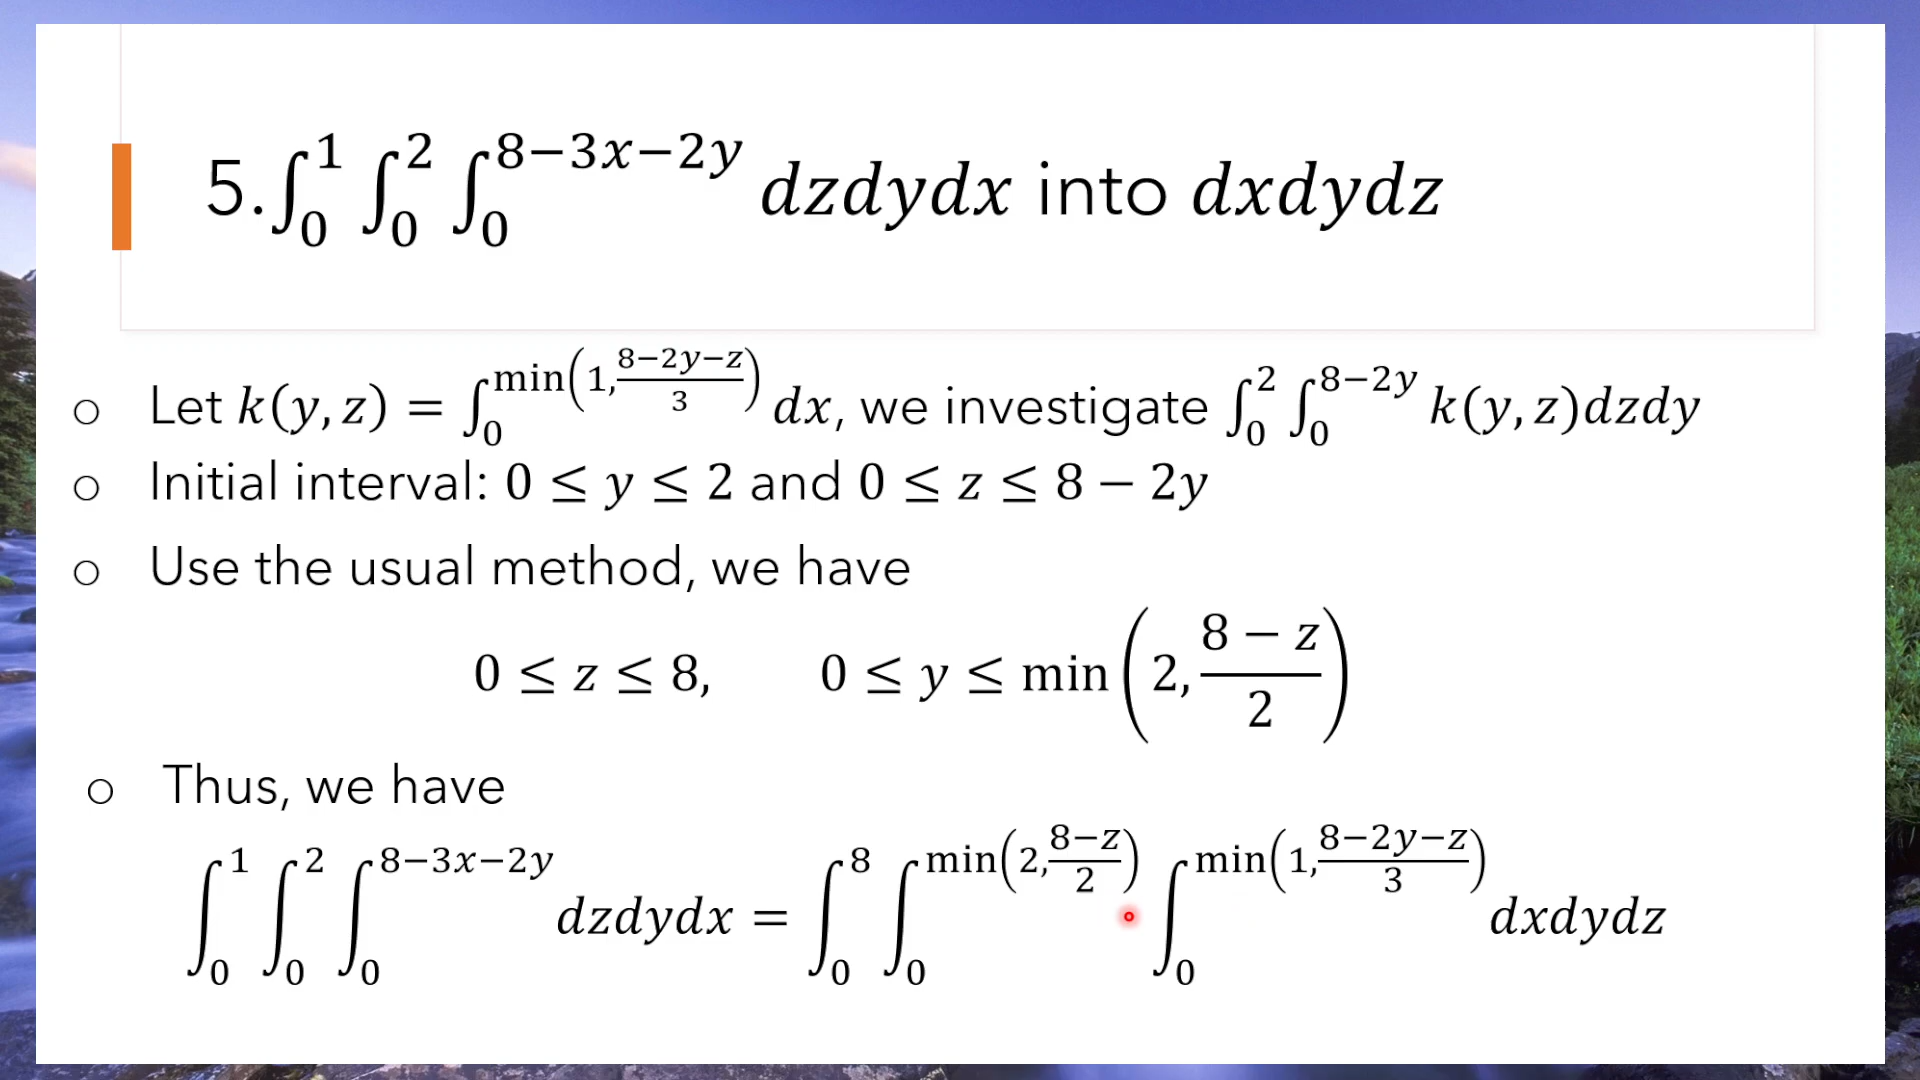 5.∫₀¹ ∫₀² ∫₀^(8−3x−2y) dzdydx into dxdydz
○ Let k(y, z) = ∫₀^(min(1,(8−2y−z)/3)) dx, we investigate ∫₀² ∫₀^(8−2y) k(y, z)dzdy
○ Initial interval: 0 ≤ y ≤ 2 and 0 ≤ z ≤ 8 − 2y
○ Use the usual method, we have
0 ≤ z ≤ 8, 0 ≤ y ≤ min(2, (8 − z)/2)
○ Thus, we have
∫₀¹ ∫₀² ∫₀^(8−3x−2y) dzdydx = ∫₀⁸ ∫₀^(min(2,(8−z)/2)) ∫₀^(min(1,(8−2y−z)/3)) dxdydz